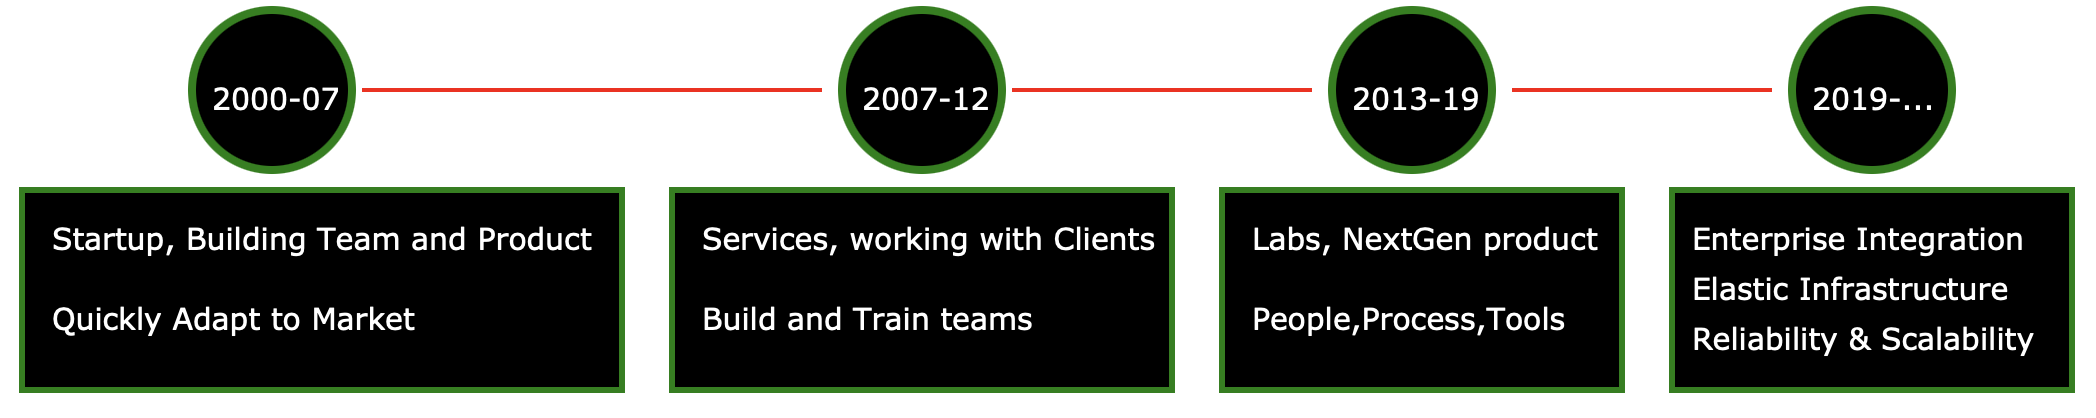 2000-07
2007-12
2013-19
2019-...
Startup, Building Team and Product
Quickly Adapt to Market
Services, working with Clients
Build and Train teams
Labs, NextGen product
People,Process,Tools
Enterprise Integration
Elastic Infrastructure
Reliability & Scalability